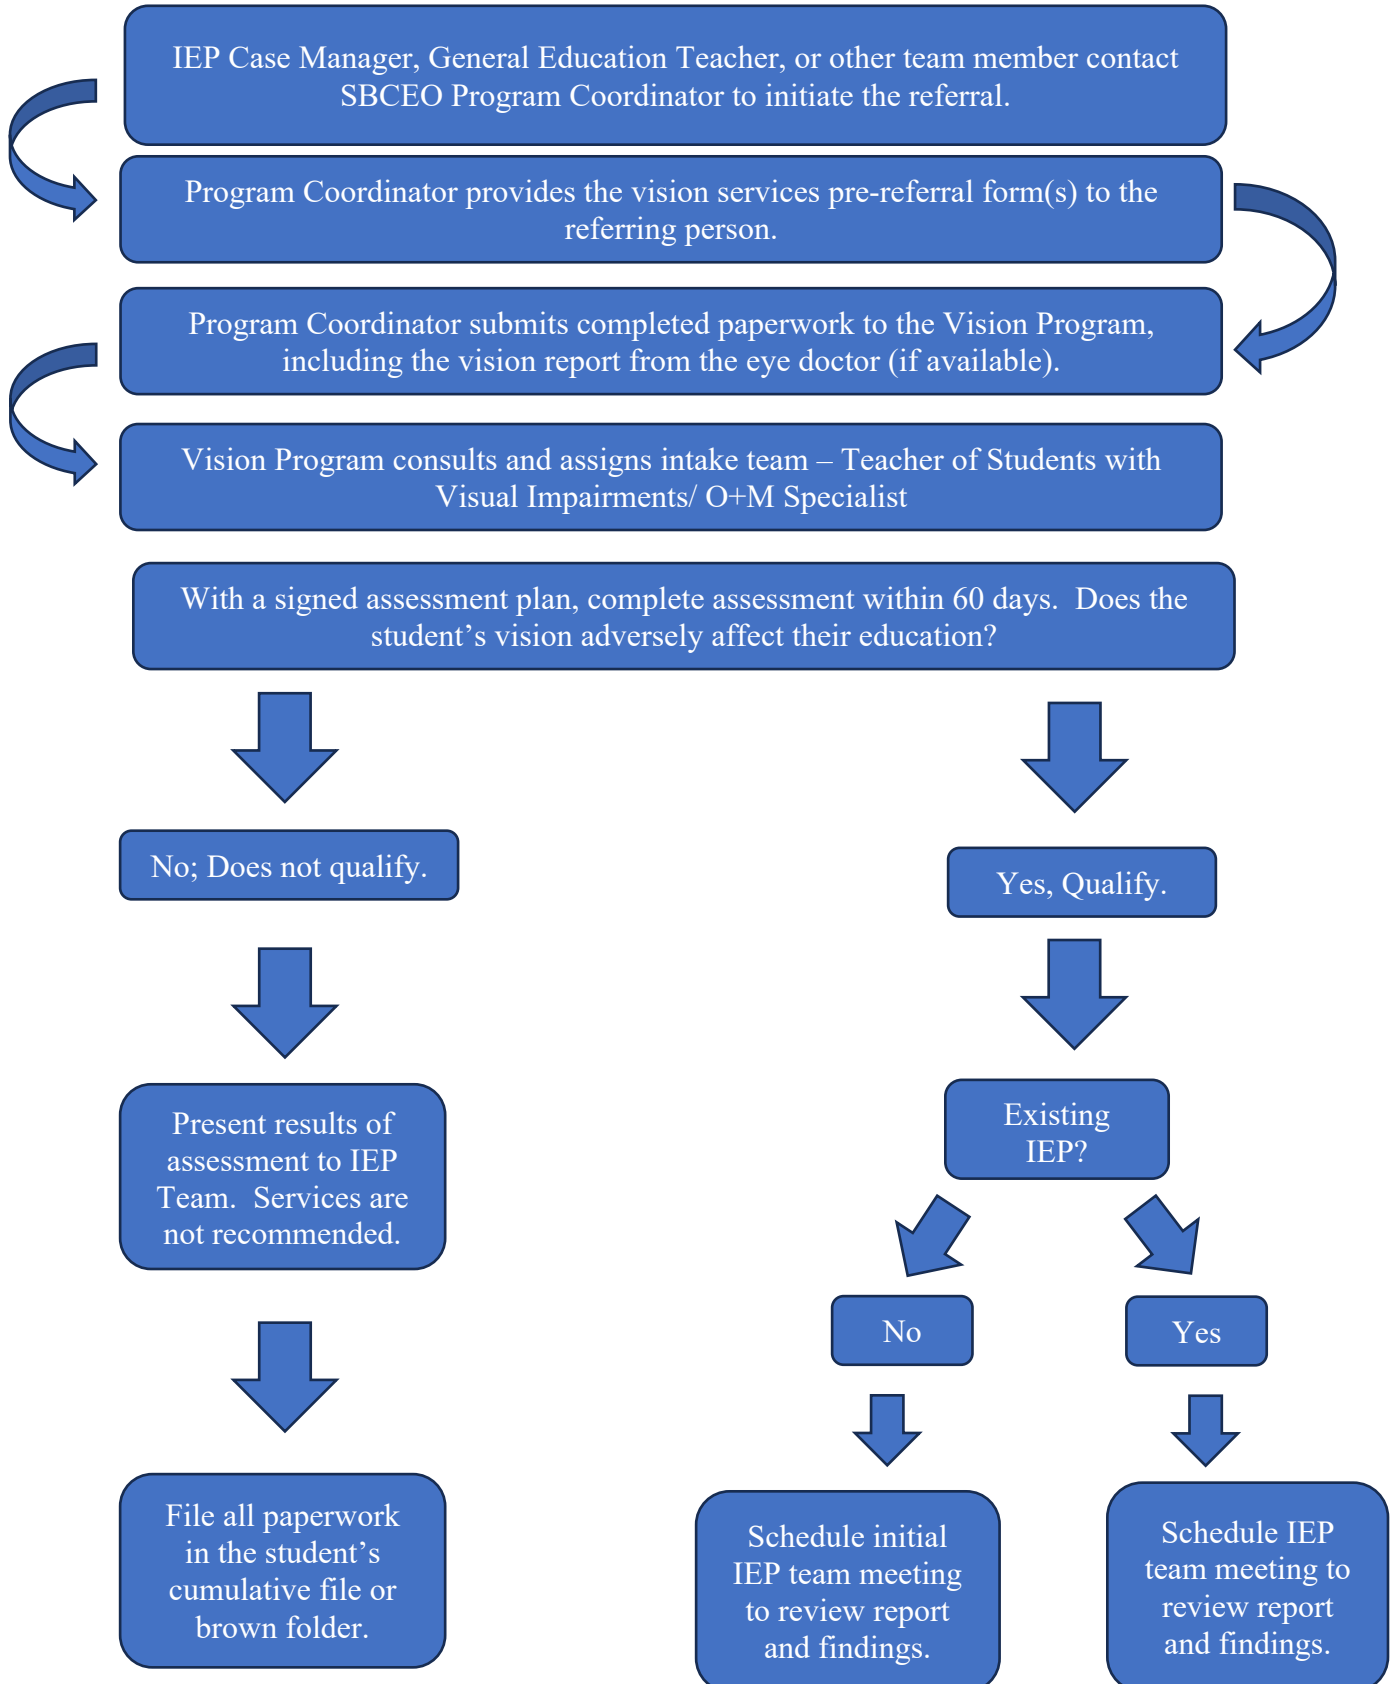 IEP Case Manager, General Education Teacher, or other team member contact
SBCEO Program Coordinator to initiate the referral.
Program Coordinator provides the vision services pre-referral form(s) to the
referring person.
Program Coordinator submits completed paperwork to the Vision Program,
including the vision report from the eye doctor (if available).
Vision Program consults and assigns intake team – Teacher of Students with
Visual Impairments/ O+M Specialist
With a signed assessment plan, complete assessment within 60 days.  Does the
student's vision adversely affect their education?
No; Does not qualify.
Yes, Qualify.
Present results of
assessment to IEP
Team.  Services are
not recommended.
Existing
IEP?
No
Yes
File all paperwork
in the student's
cumulative file or
brown folder.
Schedule initial
IEP team meeting
to review report
and findings.
Schedule IEP
team meeting to
review report
and findings.